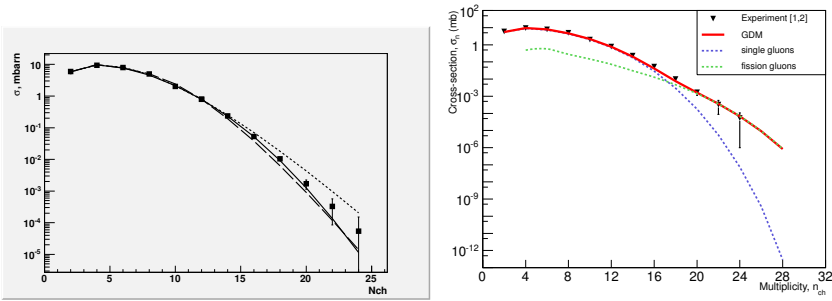 σ, mbarn
10
1
10⁻¹
10⁻²
10⁻³
10⁻⁴
10⁻⁵
0 5 10 15 20 25
Nch
Cross-section, σₙ (mb)
10²
1
10⁻³
10⁻⁶
10⁻⁹
10⁻¹²
Experiment [1,2]
GDM
single gluons
fission gluons
0 4 8 12 16 20 24 28 32
Multiplicity, n_ch